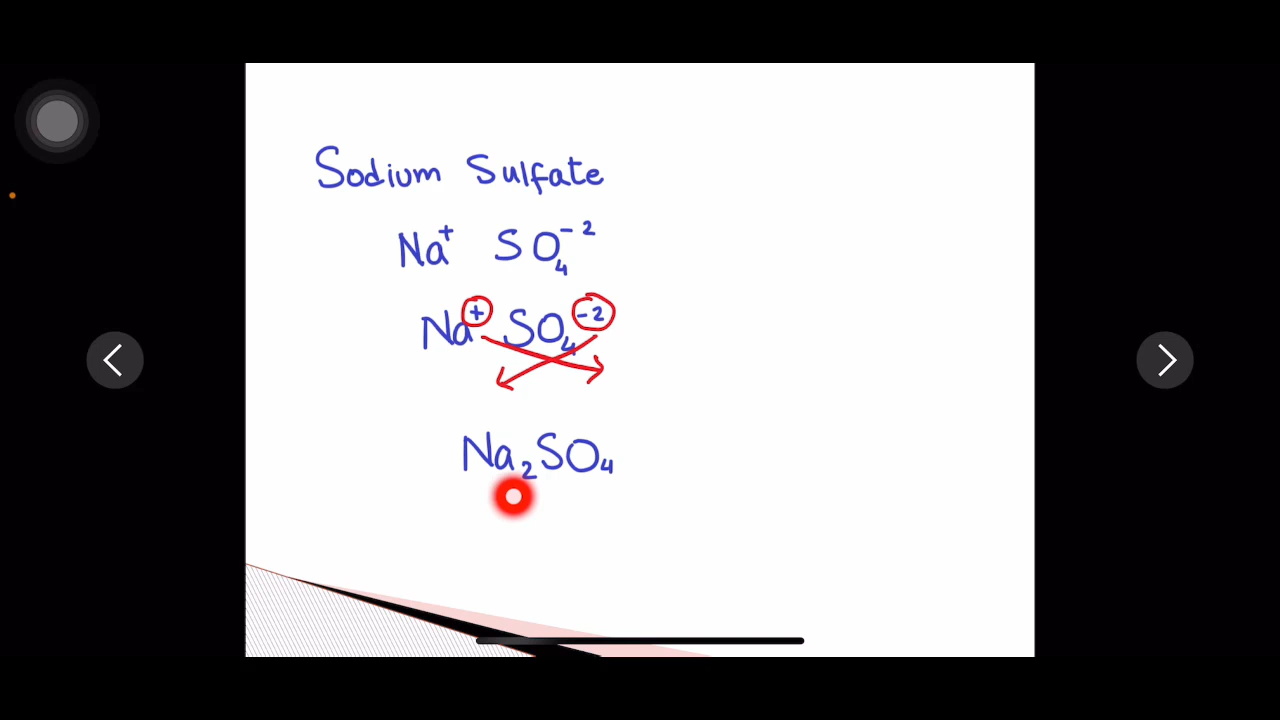 Sodium Sulfate
Na⁺ SO₄⁻²
Na⁺ SO₄⁻²
Na₂SO₄